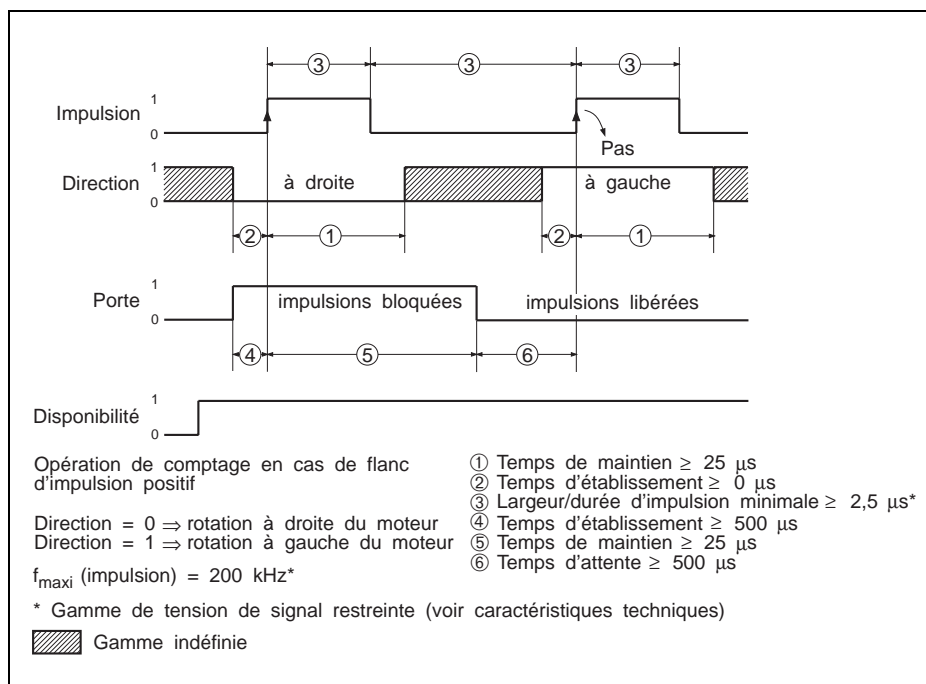 ③ ③ ③
Impulsion 1 0
Pas
Direction 1 0 à droite à gauche
② ① ② ①
Porte 1 0 impulsions bloquées impulsions libérées
④ ⑤ ⑥
Disponibilité 1 0
Opération de comptage en cas de flanc
d'impulsion positif
Direction = 0 ⇒ rotation à droite du moteur
Direction = 1 ⇒ rotation à gauche du moteur
fmaxi (impulsion) = 200 kHz*
① Temps de maintien ≥ 25 µs
② Temps d'établissement ≥ 0 µs
③ Largeur/durée d'impulsion minimale ≥ 2,5 µs*
④ Temps d'établissement ≥ 500 µs
⑤ Temps de maintien ≥ 25 µs
⑥ Temps d'attente ≥ 500 µs
* Gamme de tension de signal restreinte (voir caractéristiques techniques)
Gamme indéfinie